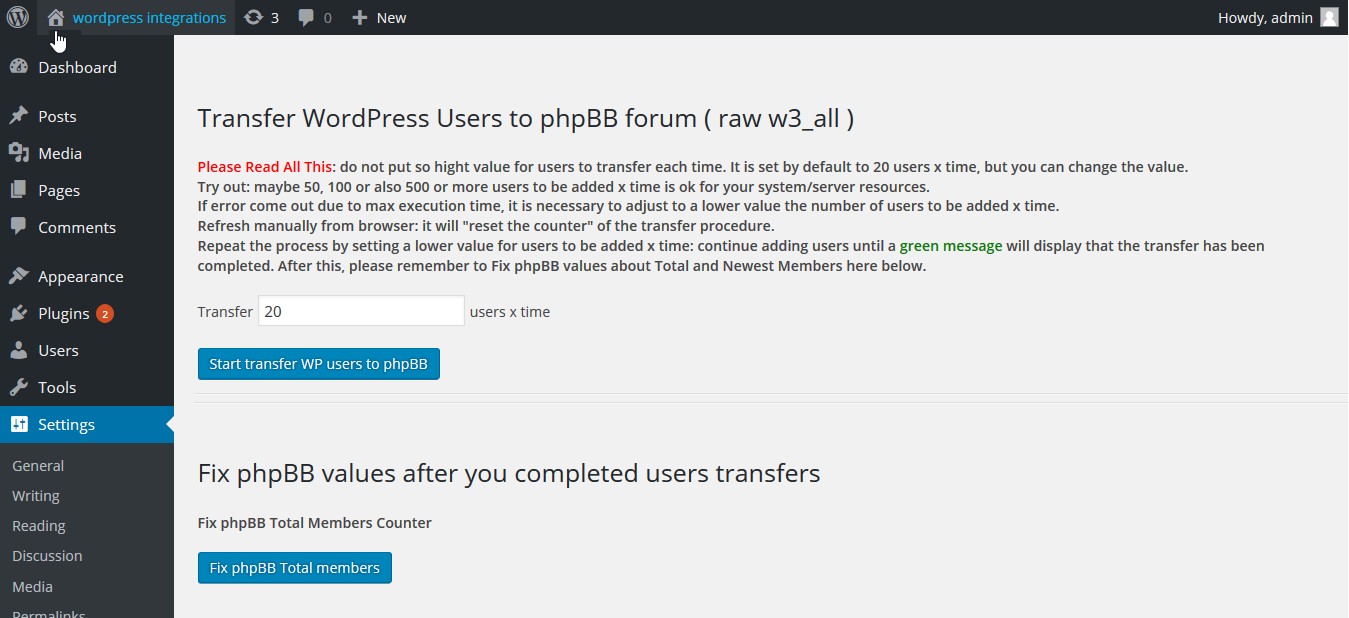 wordpress integrations 3 0 New Howdy, admin
Dashboard
Posts
Media
Pages
Comments
Appearance
Plugins 2
Users
Tools
Settings
General
Writing
Reading
Discussion
Media
Permalinks
Transfer WordPress Users to phpBB forum ( raw w3_all )
Please Read All This: do not put so hight value for users to transfer each time. It is set by default to 20 users x time, but you can change the value.
Try out: maybe 50, 100 or also 500 or more users to be added x time is ok for your system/server resources.
If error come out due to max execution time, it is necessary to adjust to a lower value the number of users to be added x time.
Refresh manually from browser: it will "reset the counter" of the transfer procedure.
Repeat the process by setting a lower value for users to be added x time: continue adding users until a green message will display that the transfer has been
completed. After this, please remember to Fix phpBB values about Total and Newest Members here below.
Transfer 20 users x time
Start transfer WP users to phpBB
Fix phpBB values after you completed users transfers
Fix phpBB Total Members Counter
Fix phpBB Total members